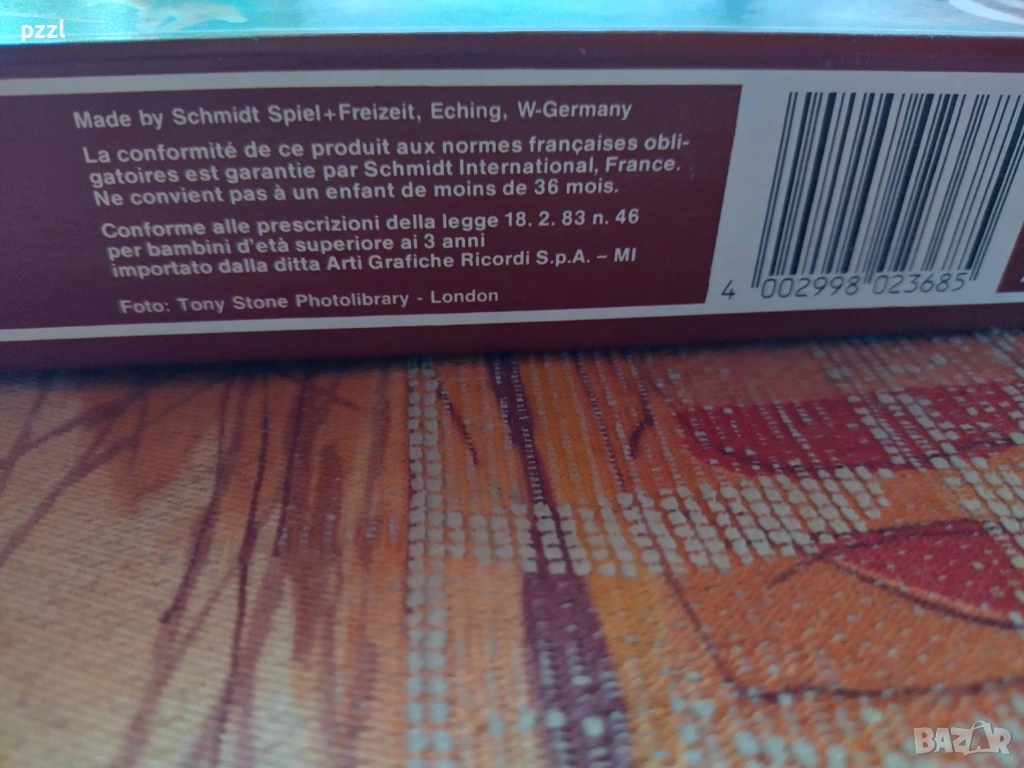 pzzl
Made by Schmidt Spiel+Freizeit, Eching, W-Germany
La conformité de ce produit aux normes françaises obli-
gatoires est garantie par Schmidt International, France.
Ne convient pas à un enfant de moins de 36 mois.
Conforme alle prescrizioni della legge 18. 2. 83 n. 46
per bambini d'età superiore ai 3 anni
importato dalla ditta Arti Grafiche Ricordi S.p.A. – MI
Foto: Tony Stone Photolibrary - London
4 002998 023685
BAZAR